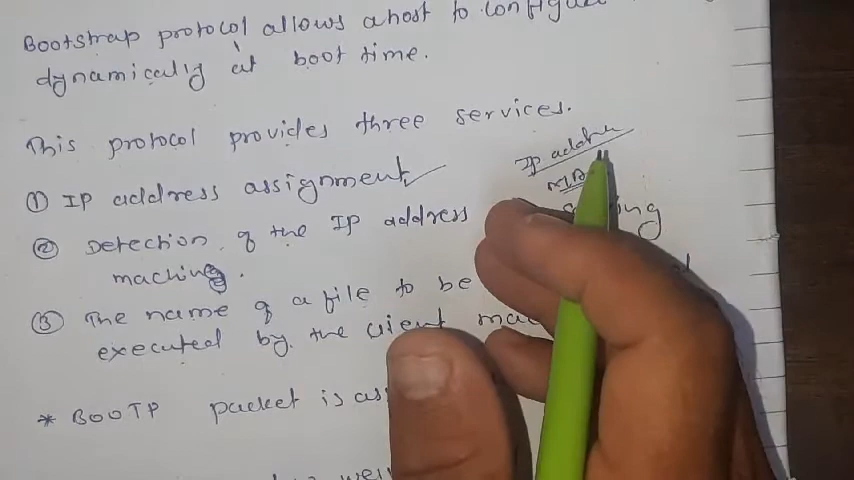 Bootstrap protocol allows a host to configur
dynamically at boot time.
This protocol provides three services.
IP address
① IP address assignment
② Detection of the IP address
machine.
③ The name of a file to be
executed by the client
* BOOTP packet is as